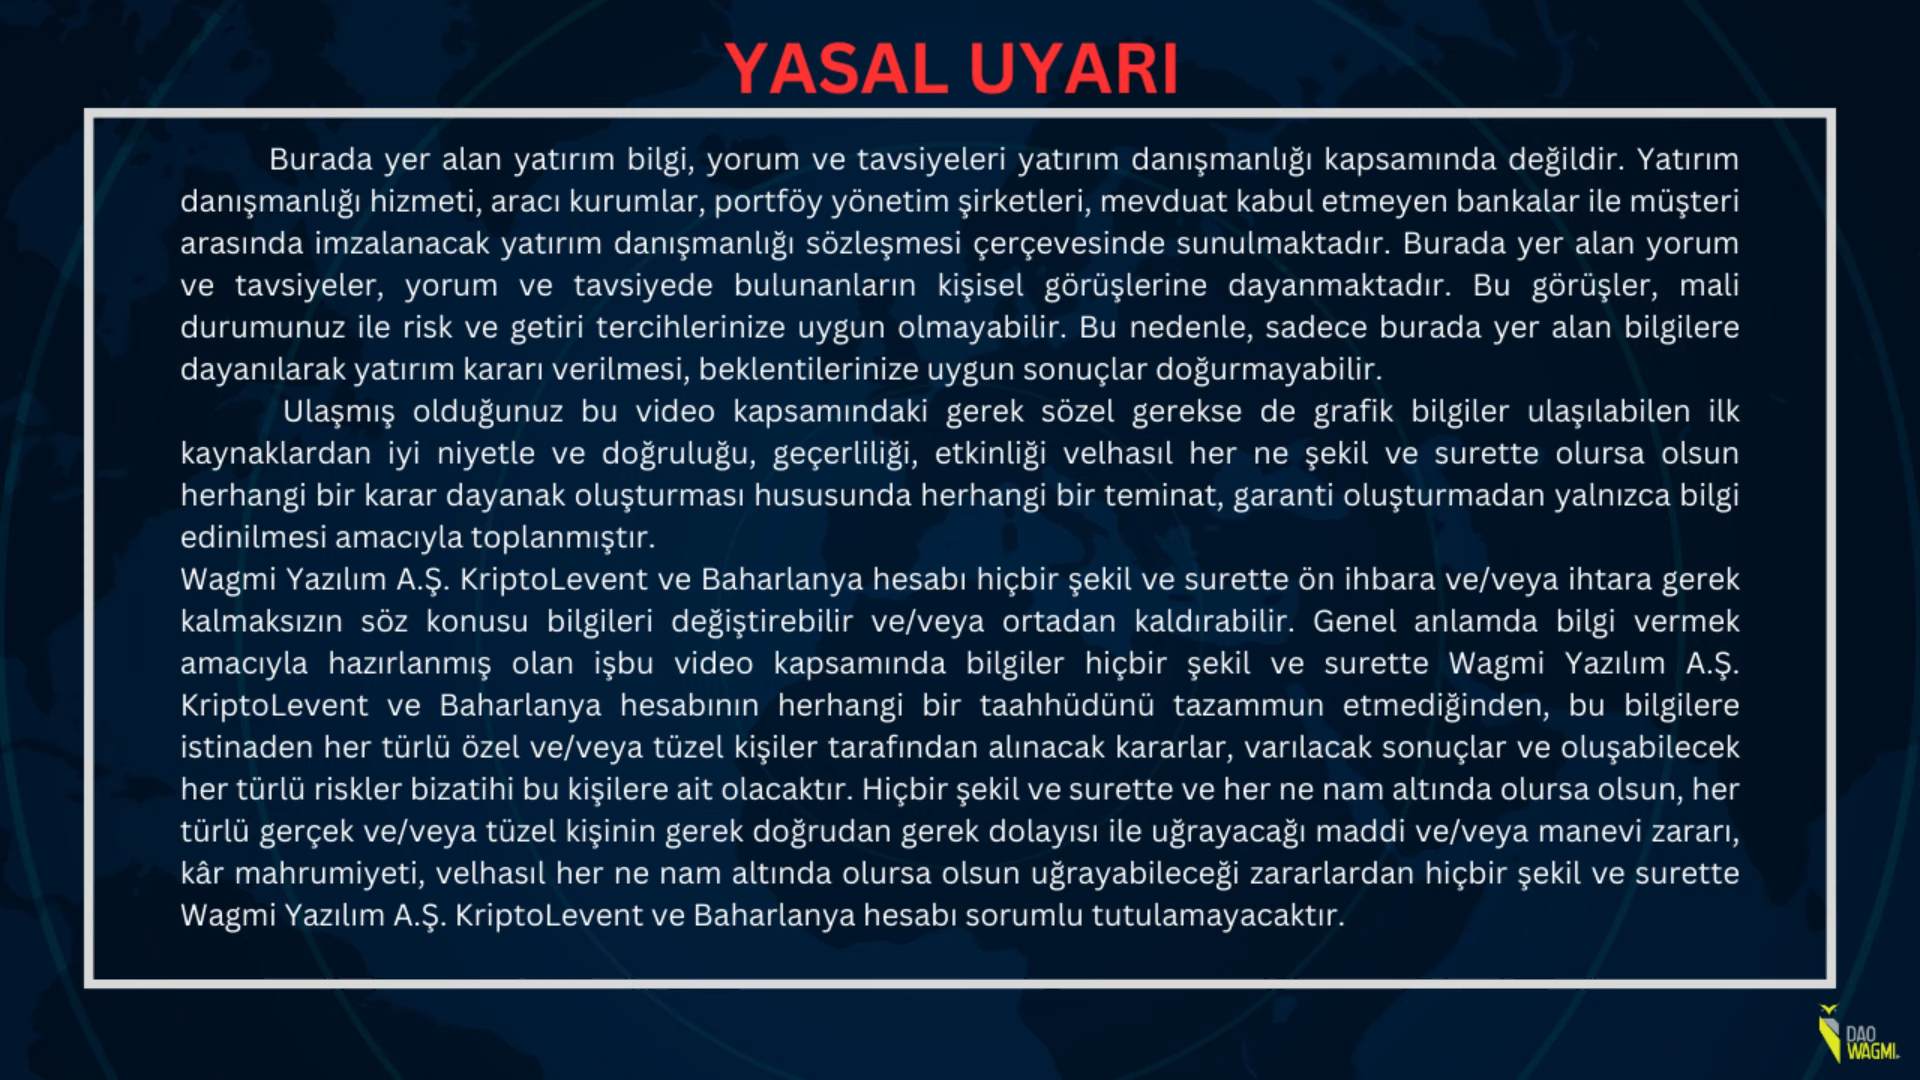 YASAL UYARI
Burada yer alan yatırım bilgi, yorum ve tavsiyeleri yatırım danışmanlığı kapsamında değildir. Yatırım
danışmanlığı hizmeti, aracı kurumlar, portföy yönetim şirketleri, mevduat kabul etmeyen bankalar ile müşteri
arasında imzalanacak yatırım danışmanlığı sözleşmesi çerçevesinde sunulmaktadır. Burada yer alan yorum
ve tavsiyeler, yorum ve tavsiyede bulunanların kişisel görüşlerine dayanmaktadır. Bu görüşler, mali
durumunuz ile risk ve getiri tercihlerinize uygun olmayabilir. Bu nedenle, sadece burada yer alan bilgilere
dayanılarak yatırım kararı verilmesi, beklentilerinize uygun sonuçlar doğurmayabilir.
Ulaşmış olduğunuz bu video kapsamındaki gerek sözel gerekse de grafik bilgiler ulaşılabilen ilk
kaynaklardan iyi niyetle ve doğruluğu, geçerliliği, etkinliği velhasıl her ne şekil ve surette olursa olsun
herhangi bir karar dayanak oluşturması hususunda herhangi bir teminat, garanti oluşturmadan yalnızca bilgi
edinilmesi amacıyla toplanmıştır.
Wagmi Yazılım A.Ş. KriptoLevent ve Baharlanya hesabı hiçbir şekil ve surette ön ihbara ve/veya ihtara gerek
kalmaksızın söz konusu bilgileri değiştirebilir ve/veya ortadan kaldırabilir. Genel anlamda bilgi vermek
amacıyla hazırlanmış olan işbu video kapsamında bilgiler hiçbir şekil ve surette Wagmi Yazılım A.Ş.
KriptoLevent ve Baharlanya hesabının herhangi bir taahhüdünü tazammun etmediğinden, bu bilgilere
istinaden her türlü özel ve/veya tüzel kişiler tarafından alınacak kararlar, varılacak sonuçlar ve oluşabilecek
her türlü riskler bizatihi bu kişilere ait olacaktır. Hiçbir şekil ve surette ve her ne nam altında olursa olsun, her
türlü gerçek ve/veya tüzel kişinin gerek doğrudan gerek dolayısı ile uğrayacağı maddi ve/veya manevi zararı,
kâr mahrumiyeti, velhasıl her ne nam altında olursa olsun uğrayabileceği zararlardan hiçbir şekil ve surette
Wagmi Yazılım A.Ş. KriptoLevent ve Baharlanya hesabı sorumlu tutulamayacaktır.
DAO
WAGMI